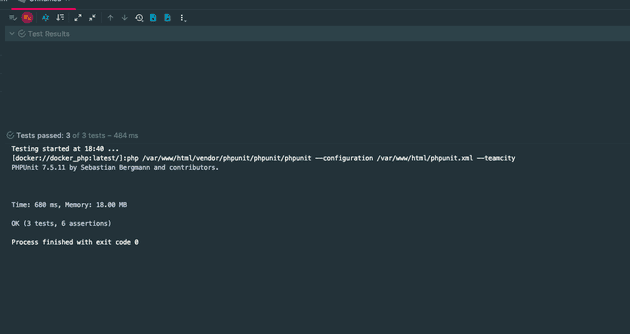 Test Results
Tests passed: 3 of 3 tests – 484 ms
Testing started at 18:40 ...
[docker://docker_php:latest/]:php /var/www/html/vendor/phpunit/phpunit/phpunit --configuration /var/www/html/phpunit.xml --teamcity
PHPUnit 7.5.11 by Sebastian Bergmann and contributors.
Time: 680 ms, Memory: 18.00 MB
OK (3 tests, 6 assertions)
Process finished with exit code 0